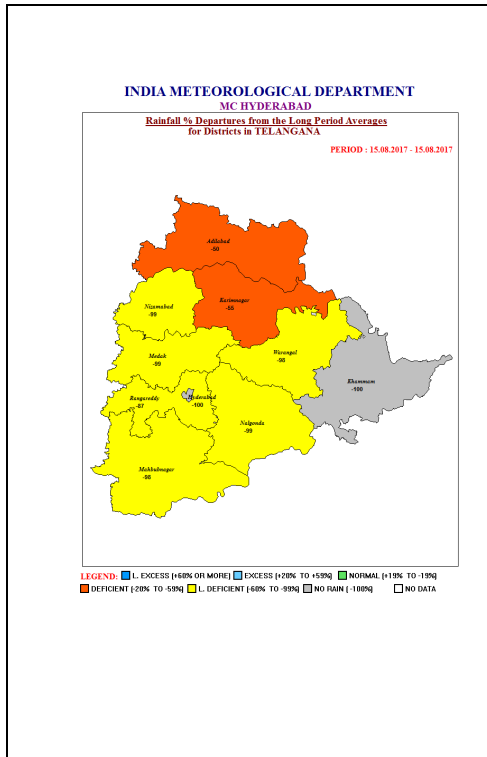 INDIA METEOROLOGICAL DEPARTMENT
MC HYDERABAD
Rainfall % Departures from the Long Period Averages
for Districts in TELANGANA
PERIOD : 15.08.2017 - 15.08.2017
Adilabad
-50
Karimnagar
Nizamabad
-99
Warangal
-98
Medak
-99
Khammam
-100
Rangareddy
-87
Hyderabad
-100
Nalgonda
-99
Mahbubnagar
-98
LEGEND: L. EXCESS (+60% OR MORE) EXCESS (+20% TO +59%) NORMAL (+19% TO -19%)
DEFICIENT (-20% TO -59%) L. DEFICIENT (-60% TO -99%) NO RAIN (-100%) NO DATA